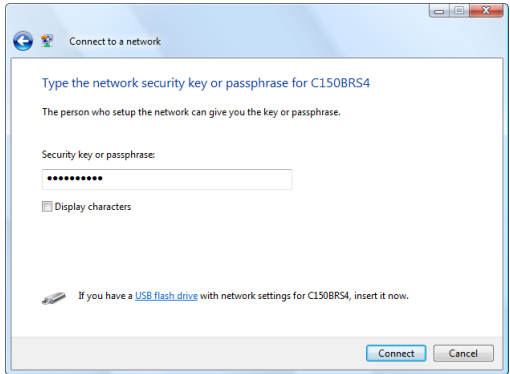 Connect to a network
Type the network security key or passphrase for C150BRS4
The person who setup the network can give you the key or passphrase.
Security key or passphrase:
••••••••••
Display characters
If you have a USB flash drive with network settings for C150BRS4, insert it now.
Connect Cancel